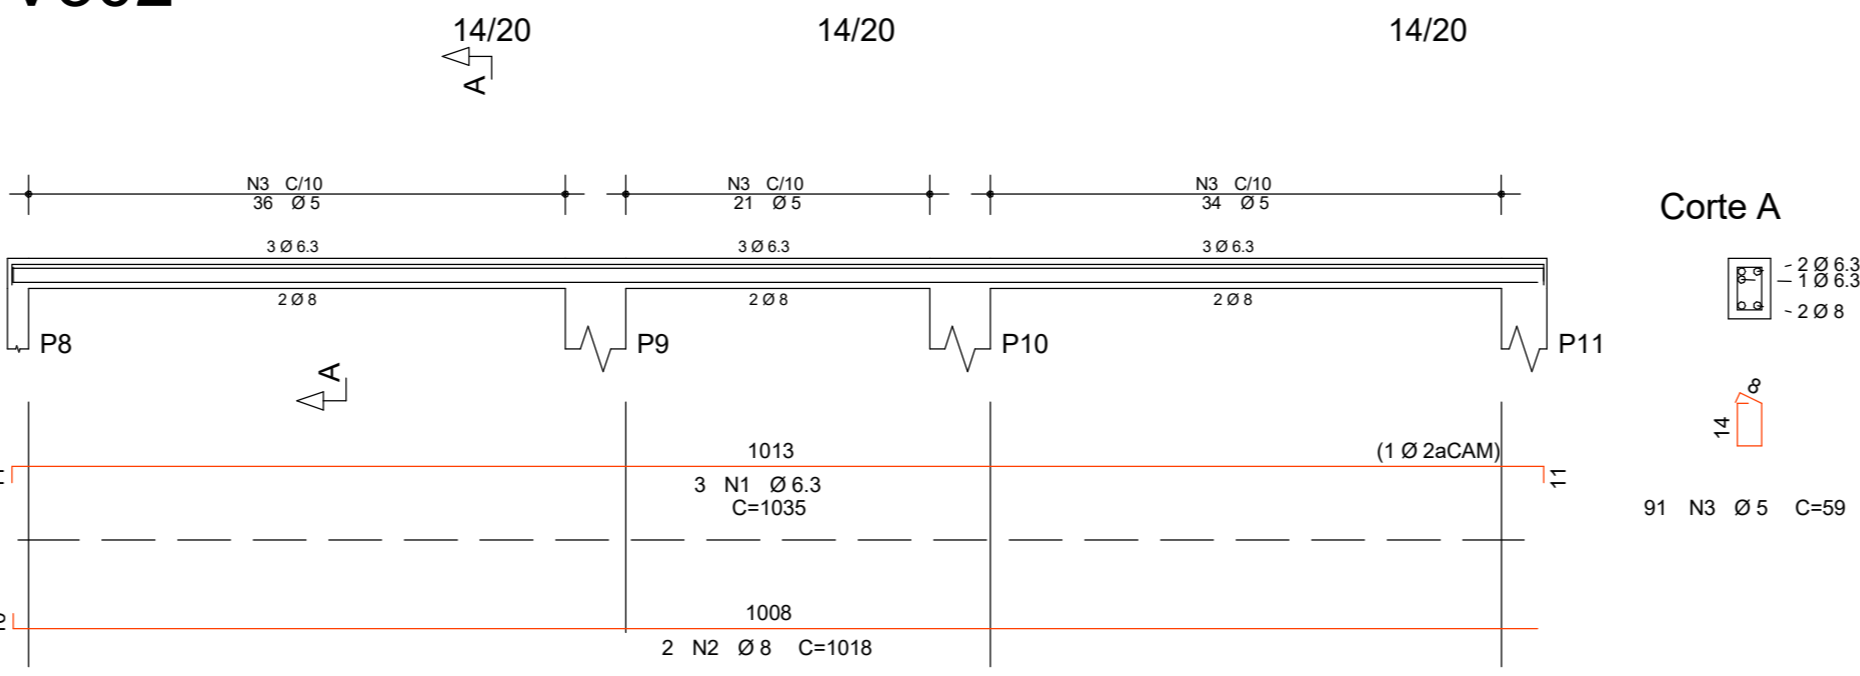 14/20 14/20 14/20
A
N3 C/10 N3 C/10 N3 C/10
36 Ø 5 21 Ø 5 34 Ø 5
Corte A
3 Ø 6.3 3 Ø 6.3 3 Ø 6.3
2 Ø 6.3
1 Ø 6.3
2 Ø 8
2 Ø 8 2 Ø 8 2 Ø 8
P8 P9 P10 P11
A
8
14
1013 (1 Ø 2aCAM)
11
3 N1 Ø 6.3
C=1035
91 N3 Ø 5 C=59
1008
2 N2 Ø 8 C=1018